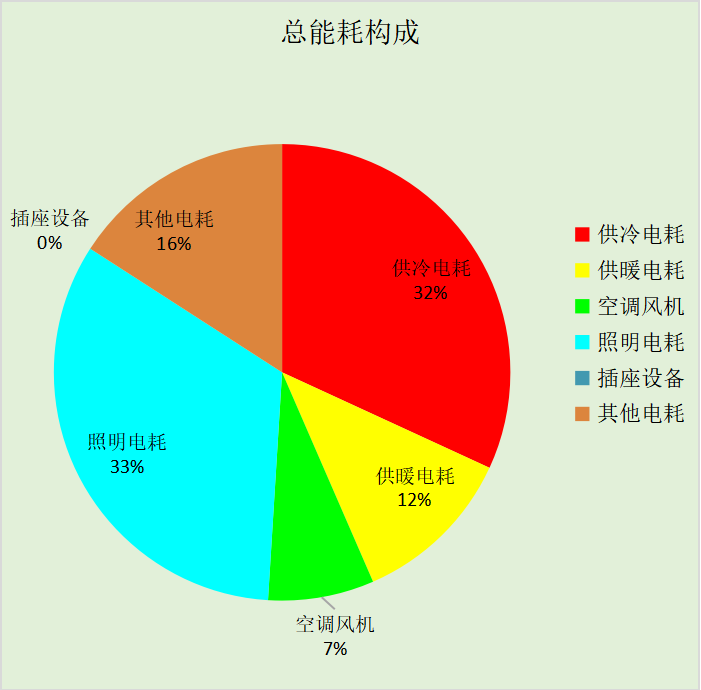 总能耗构成
插座设备
0%
其他电耗
16%
供冷电耗
32%
照明电耗
33%
供暖电耗
12%
空调风机
7%
供冷电耗
供暖电耗
空调风机
照明电耗
插座设备
其他电耗